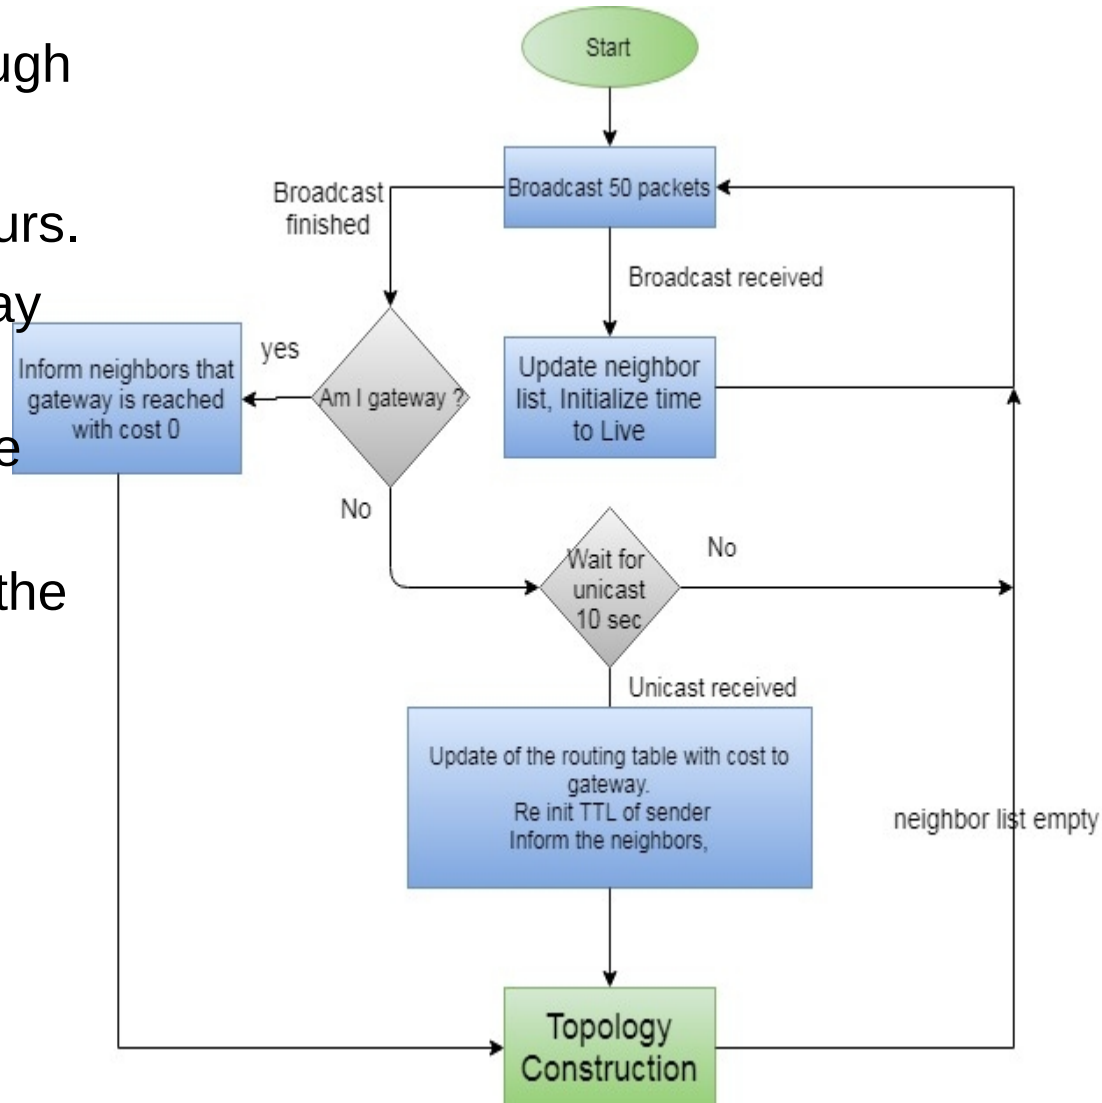 ugh
urs.
ay
e
the
Start
Broadcast 50 packets
Broadcast
finished
Broadcast received
Update neighbor
list, Initialize time
to Live
Am I gateway ?
yes
Inform neighbors that
gateway is reached
with cost 0
No
Wait for
unicast
10 sec
No
Unicast received
Update of the routing table with cost to
gateway.
Re init TTL of sender
Inform the neighbors,
neighbor list empty
Topology
Construction